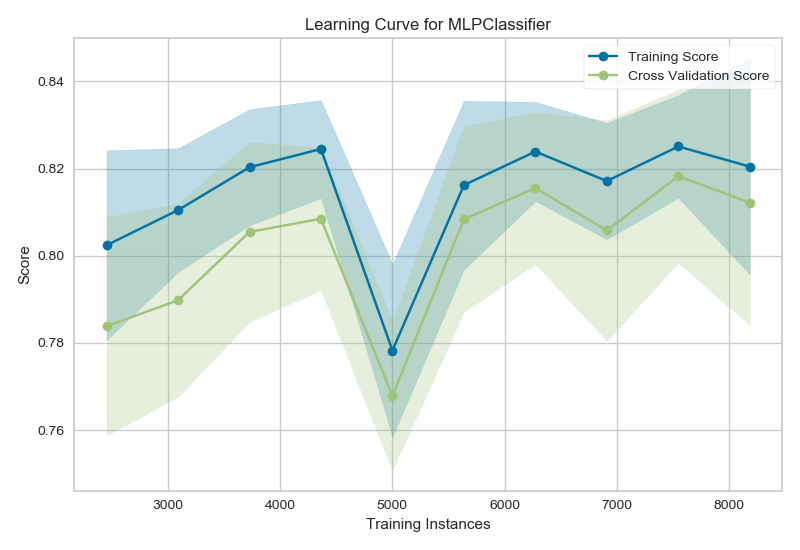 Learning Curve for MLPClassifier
Training Score
Cross Validation Score
0.84
0.82
0.80
0.78
0.76
Score
3000 4000 5000 6000 7000 8000
Training Instances